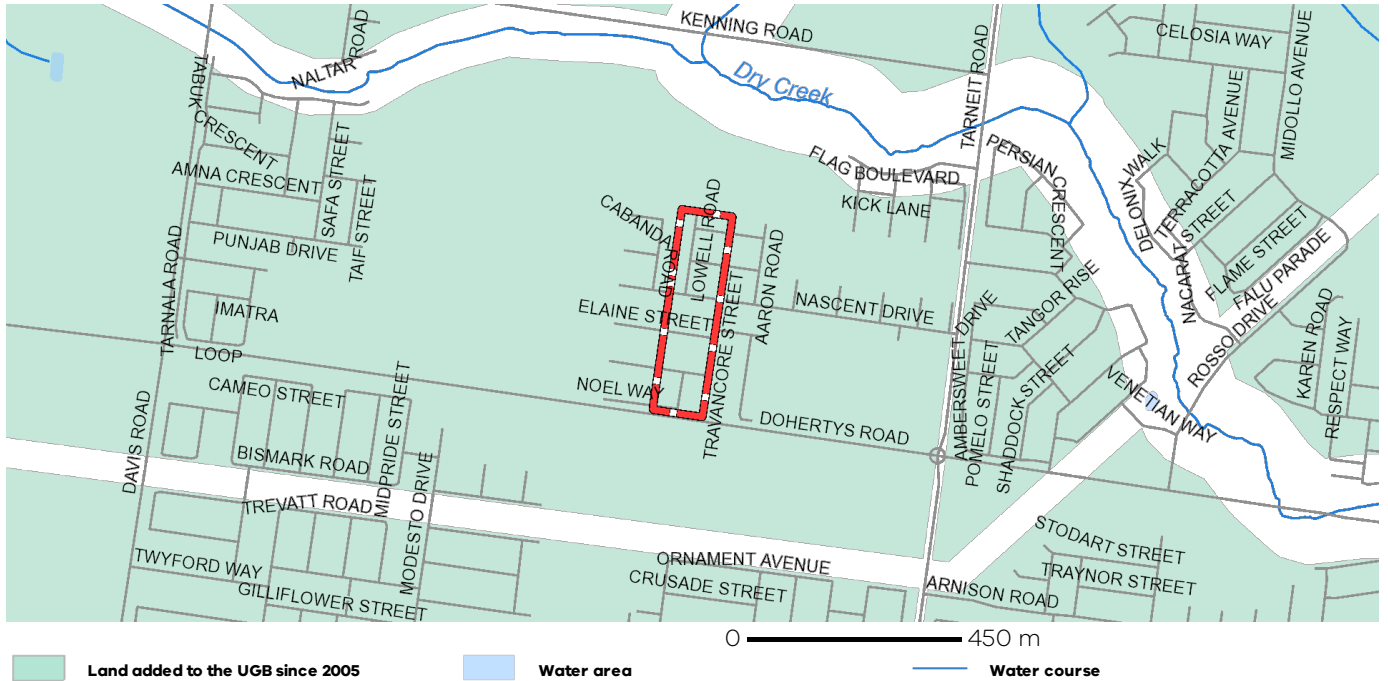 KENNING ROAD
CELOSIA WAY
MIDOLLO AVENUE
NALTAR ROAD
TABUK CRESCENT
Dry Creek
TARNEIT ROAD
TERRACOTTA AVENUE
PERSIAN CRESCENT
DELONIX WALK
FLAG BOULEVARD
KICK LANE
AMNA CRESCENT
SAFA STREET
TAIF STREET
PUNJAB DRIVE
CABANDA ROAD
LOWELL ROAD
AARON ROAD
TRAVANCORE STREET
NACARAT STREET
FLAME STREET
FALU PARADE
TARNALA ROAD
IMATRA
LOOP
ELAINE STREET
NASCENT DRIVE
AMBERSWEET DRIVE
TANGOR RISE
ROSSO DRIVE
KAREN ROAD
RESPECT WAY
CAMEO STREET
NOEL WAY
DOHERTYS ROAD
POMELO STREET
SHADDOCK STREET
VENETIAN WAY
DAVIS ROAD
BISMARK ROAD
MIDPRIDE STREET
MODESTO DRIVE
TREVATT ROAD
TWYFORD WAY
GILLIFLOWER STREET
ORNAMENT AVENUE
CRUSADE STREET
ARNISON ROAD
STODART STREET
TRAYNOR STREET
0 450 m
Land added to the UGB since 2005
Water area
Water course